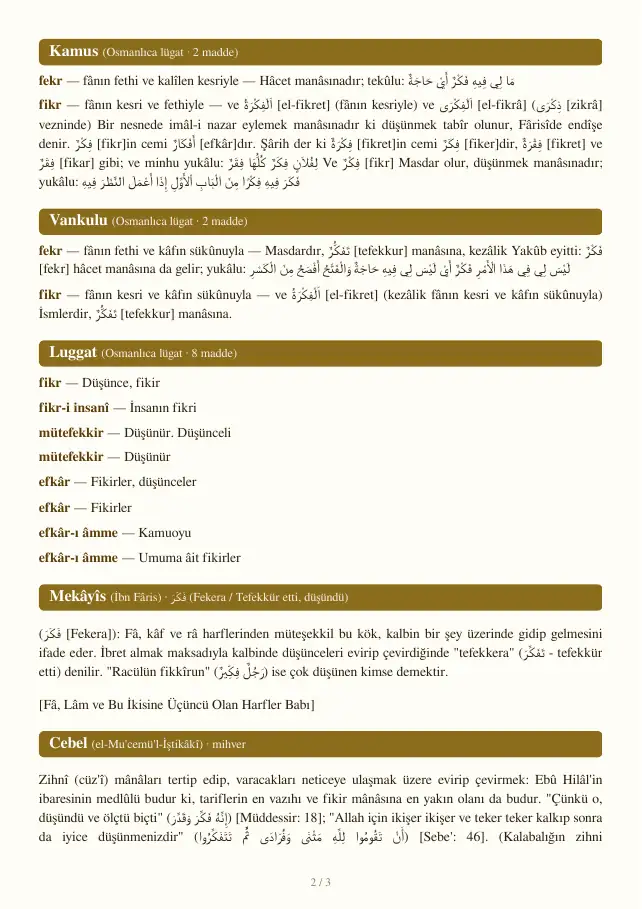 Kamus (Osmanlıca lügat · 2 madde)
fekr — fânın fethi ve kalîlen kesriyle — Hâcet manâsınadır; tekûlu: مَا لِي فِيهِ فَكْرٌ أَيْ حَاجَةٌ
fikr — fânın kesri ve fethiyle — ve اَلْفِكْرَةُ [el-fikret] (fânın kesriyle) ve اَلْفِكْرَى [el-fikrâ] (ذِكْرَى [zikrâ]
vezninde) Bir nesnede imâl-i nazar eylemek manâsınadır ki düşünmek tabîr olunur, Fârisîde endîşe
denir. فِكْرٌ [fikr]in cemi أَفْكَارٌ [efkâr]dır. Şârih der ki فِكْرَةٌ [fikret]in cemi فِكَرٌ [fiker]dir, فِقْرَةٌ [fikret] ve
فِقَرٌ [fikar] gibi; ve minhu yukâlu: لِفُلاَنٍ فِكَرٌ كُلُّهَا فِقَرٌ Ve فِكْرٌ [fikr] Masdar olur, düşünmek manâsınadır;
yukâlu: فَكَرَ فِيهِ فِكْرًا مِنَ الْبَابِ الْأَوَّلِ إِذَا أَعْمَلَ النَّظَرَ فِيهِ
Vankulu (Osmanlıca lügat · 2 madde)
fekr — fânın fethi ve kâfın sükûnuyla — Masdardır, تَفَكُّرٌ [tefekkur] manâsına, kezâlik Yakûb eyitti: فَكْرٌ
[fekr] hâcet manâsına da gelir; yukâlu: لَيْسَ لِي فِي هَذَا الْأَمْرِ فَكْرٌ أَيْ لَيْسَ لِي فِيهِ حَاجَةٌ وَالْفَتْحُ أَفْصَحُ مِنَ الْكَسْرِ
fikr — fânın kesri ve kâfın sükûnuyla — ve اَلْفِكْرَةُ [el-fikret] (kezâlik fânın kesri ve kâfın sükûnuyla)
İsmlerdir, تَفَكُّرٌ [tefekkur] manâsına.
Luggat (Osmanlıca lügat · 8 madde)
fikr — Düşünce, fikir
fikr-i insanî — İnsanın fikri
mütefekkir — Düşünür. Düşünceli
mütefekkir — Düşünür
efkâr — Fikirler, düşünceler
efkâr — Fikirler
efkâr-ı âmme — Kamuoyu
efkâr-ı âmme — Umuma âit fikirler
Mekâyîs (İbn Fâris) · فَكَرَ (Fekera / Tefekkür etti, düşündü)
(فَكَرَ [Fekera]): Fâ, kâf ve râ harflerinden müteşekkil bu kök, kalbin bir şey üzerinde gidip gelmesini
ifade eder. İbret almak maksadıyla kalbinde düşünceleri evirip çevirdiğinde "tefekkera" (تَفَكَّرَ - tefekkür
etti) denilir. "Racülün fikkîrun" (رَجُلٌ فِكِّيرٌ) ise çok düşünen kimse demektir.
[Fâ, Lâm ve Bu İkisine Üçüncü Olan Harfler Babı]
Cebel (el-Mu'cemü'l-İştikâkî) · mihver
Zihnî (cüz'î) mânâları tertip edip, varacakları neticeye ulaşmak üzere evirip çevirmek: Ebû Hilâl'in
ibaresinin medlûlü budur ki, tariflerin en vazıhı ve fikir mânâsına en yakın olanı da budur. "Çünkü o,
düşündü ve ölçtü biçti" (إِنَّهُ فَكَّرَ وَقَدَّرَ) [Müddessir: 18]; "Allah için ikişer ikişer ve teker teker kalkıp sonra
da iyice düşünmenizdir" (أَنْ تَقُومُوا لِلَّهِ مَثْنَى وَفُرَادَى ثُمَّ تَتَفَكَّرُوا) [Sebe': 46]. (Kalabalığın zihni
2 / 3